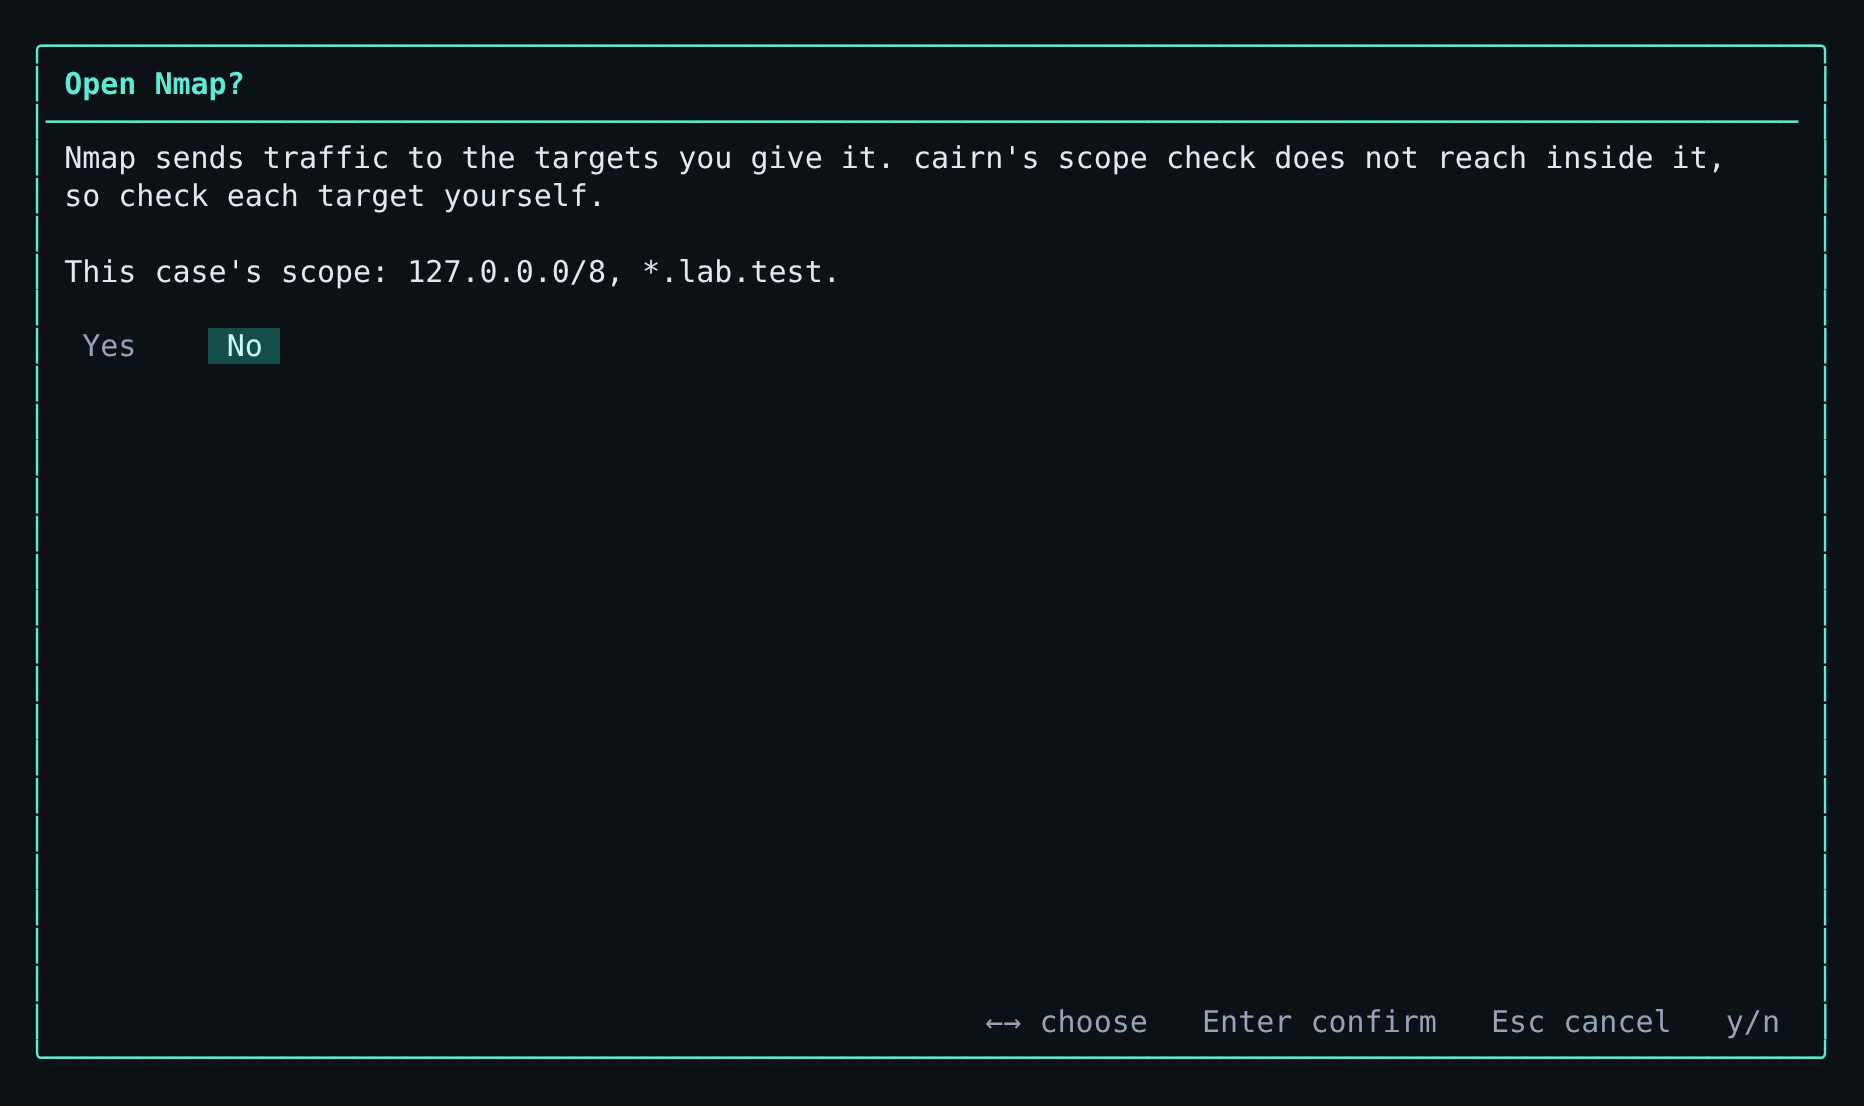 Open Nmap?
Nmap sends traffic to the targets you give it. cairn's scope check does not reach inside it,
so check each target yourself.
This case's scope: 127.0.0.0/8, *.lab.test.
Yes No
←→ choose Enter confirm Esc cancel y/n